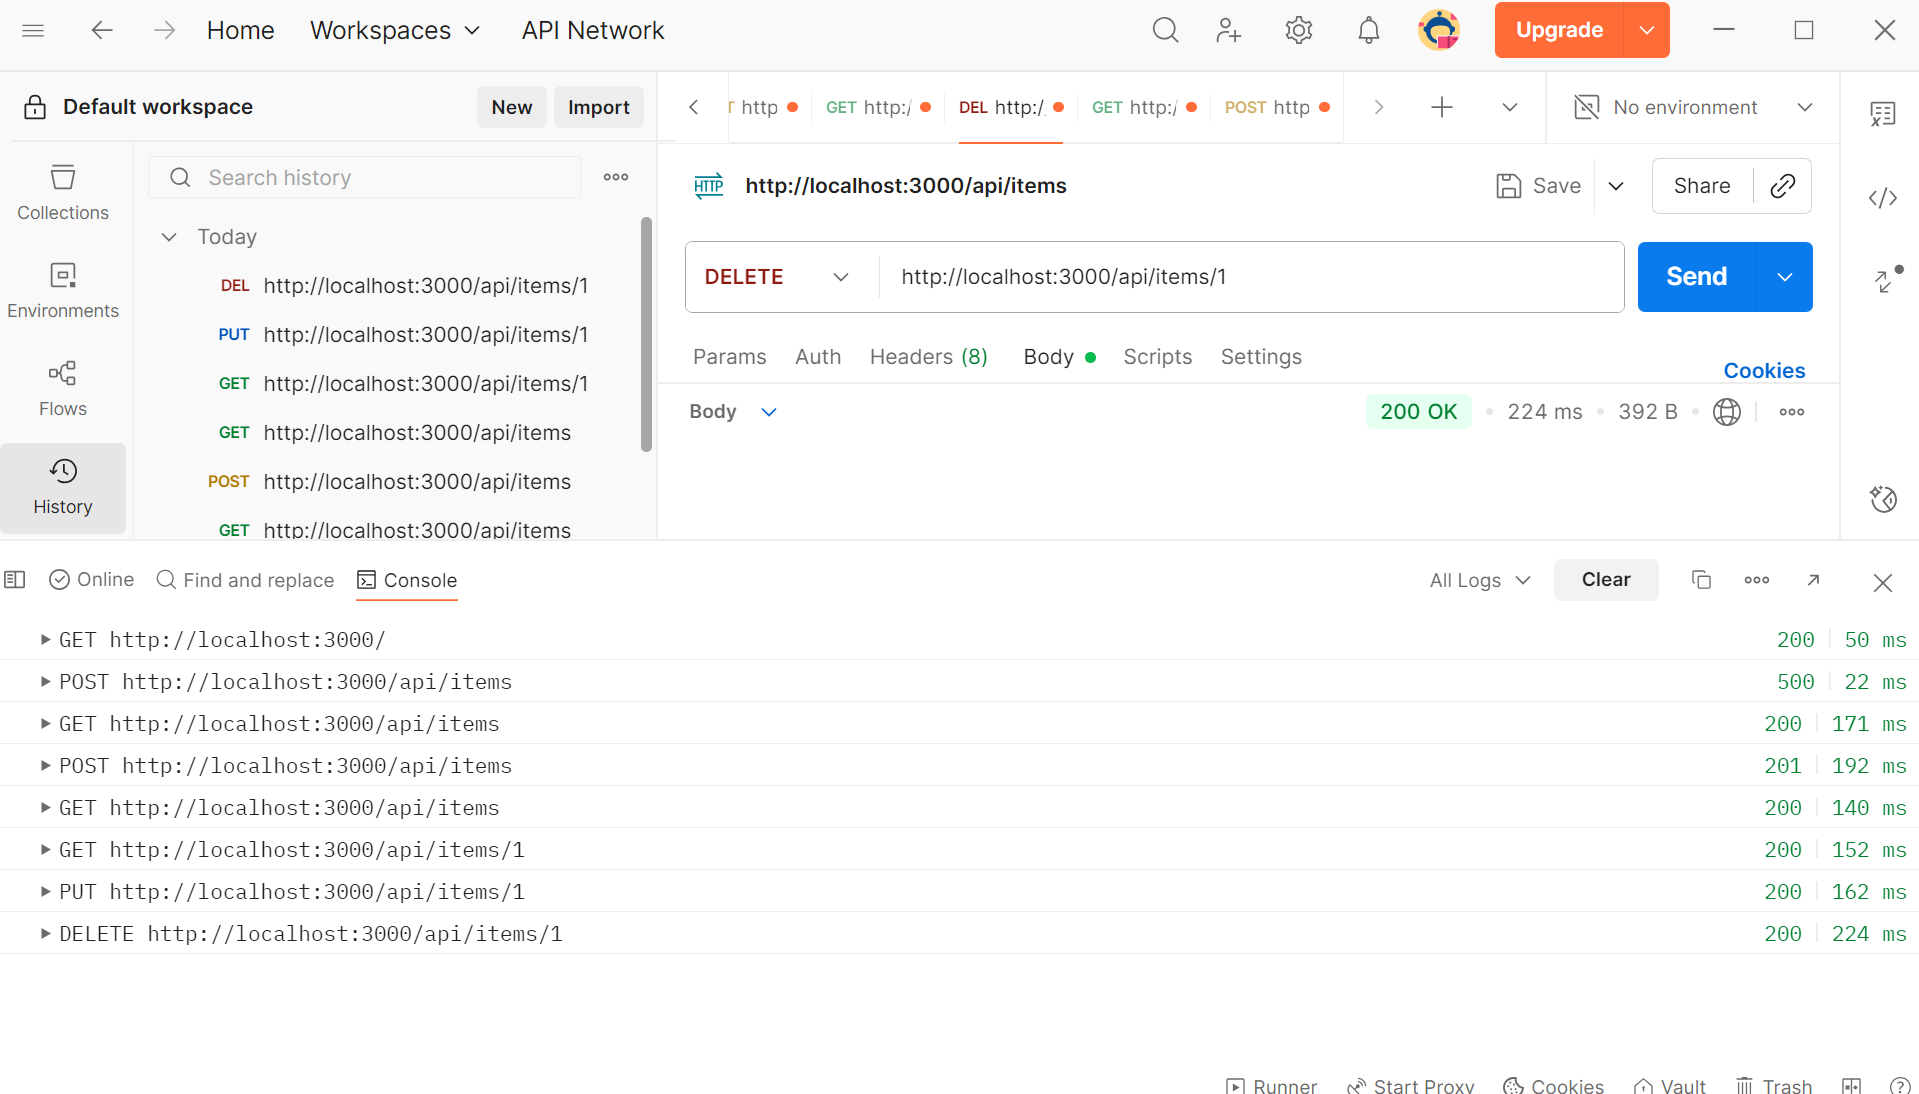 Home Workspaces API Network Upgrade
Default workspace New Import
T http GET http:/ DEL http:/ GET http:/ POST http No environment
Search history
HTTP http://localhost:3000/api/items Save Share
Collections
Today
DEL http://localhost:3000/api/items/1
DELETE http://localhost:3000/api/items/1 Send
Environments
PUT http://localhost:3000/api/items/1
GET http://localhost:3000/api/items/1
Params Auth Headers (8) Body Scripts Settings Cookies
Flows
GET http://localhost:3000/api/items
Body 200 OK 224 ms 392 B
POST http://localhost:3000/api/items
History
GET http://localhost:3000/api/items
Online Find and replace Console All Logs Clear
GET http://localhost:3000/ 200 50 ms
POST http://localhost:3000/api/items 500 22 ms
GET http://localhost:3000/api/items 200 171 ms
POST http://localhost:3000/api/items 201 192 ms
GET http://localhost:3000/api/items 200 140 ms
GET http://localhost:3000/api/items/1 200 152 ms
PUT http://localhost:3000/api/items/1 200 162 ms
DELETE http://localhost:3000/api/items/1 200 224 ms
Runner Start Proxy Cookies Vault Trash